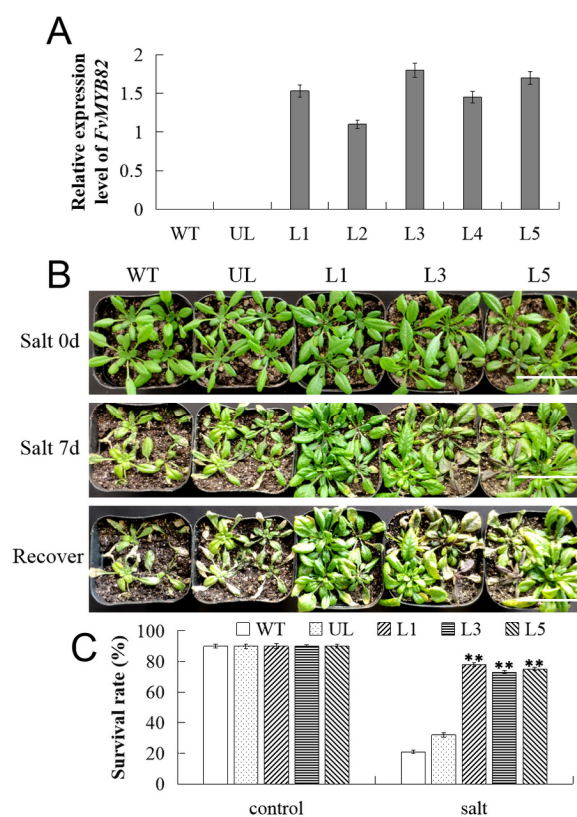 A
Relative expression
level of FvMYB82
2
1.5
1
0.5
0
WT UL L1 L2 L3 L4 L5
B
WT UL L1 L3 L5
Salt 0d
Salt 7d
Recover
C
Survival rate (%)
100
80
60
40
20
0
WT UL L1 L3 L5
** ** **
control salt